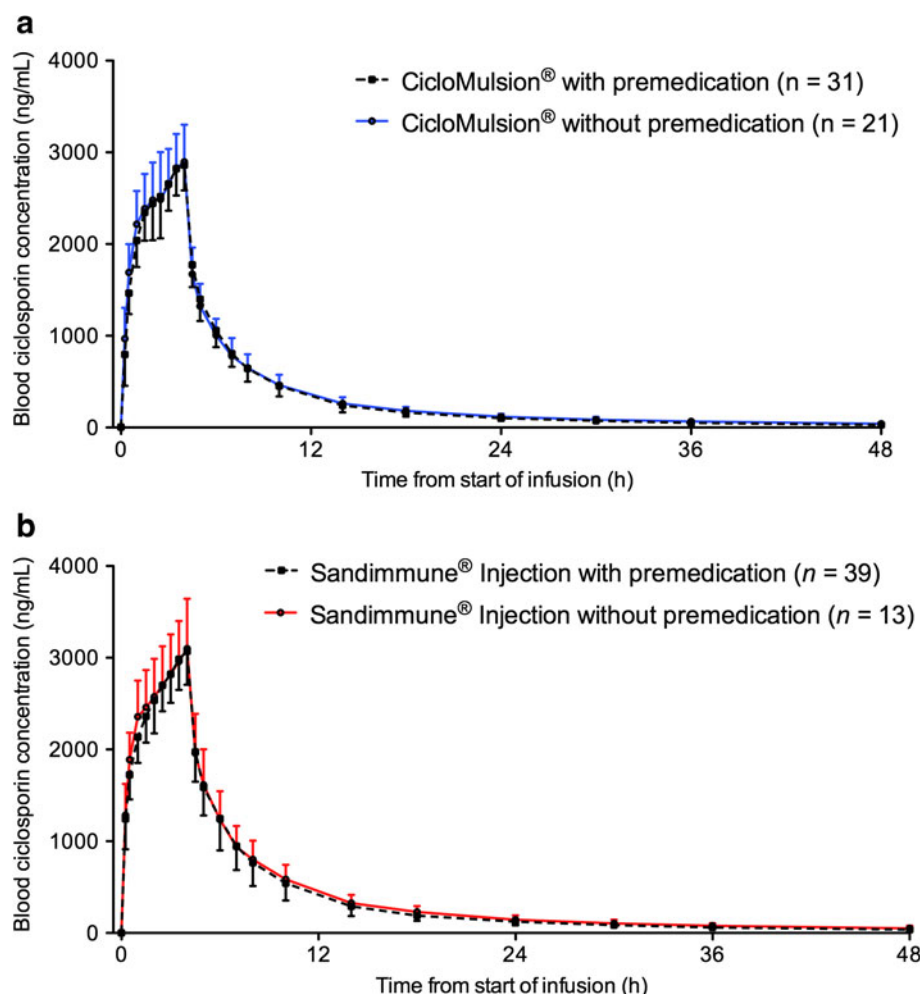 a
Blood ciclosporin concentration (ng/mL)
4000
3000
2000
1000
0
CicloMulsion® with premedication (n = 31)
CicloMulsion® without premedication (n = 21)
0 12 24 36 48
Time from start of infusion (h)
b
Blood ciclosporin concentration (ng/mL)
4000
3000
2000
1000
0
Sandimmune® Injection with premedication (n = 39)
Sandimmune® Injection without premedication (n = 13)
0 12 24 36 48
Time from start of infusion (h)